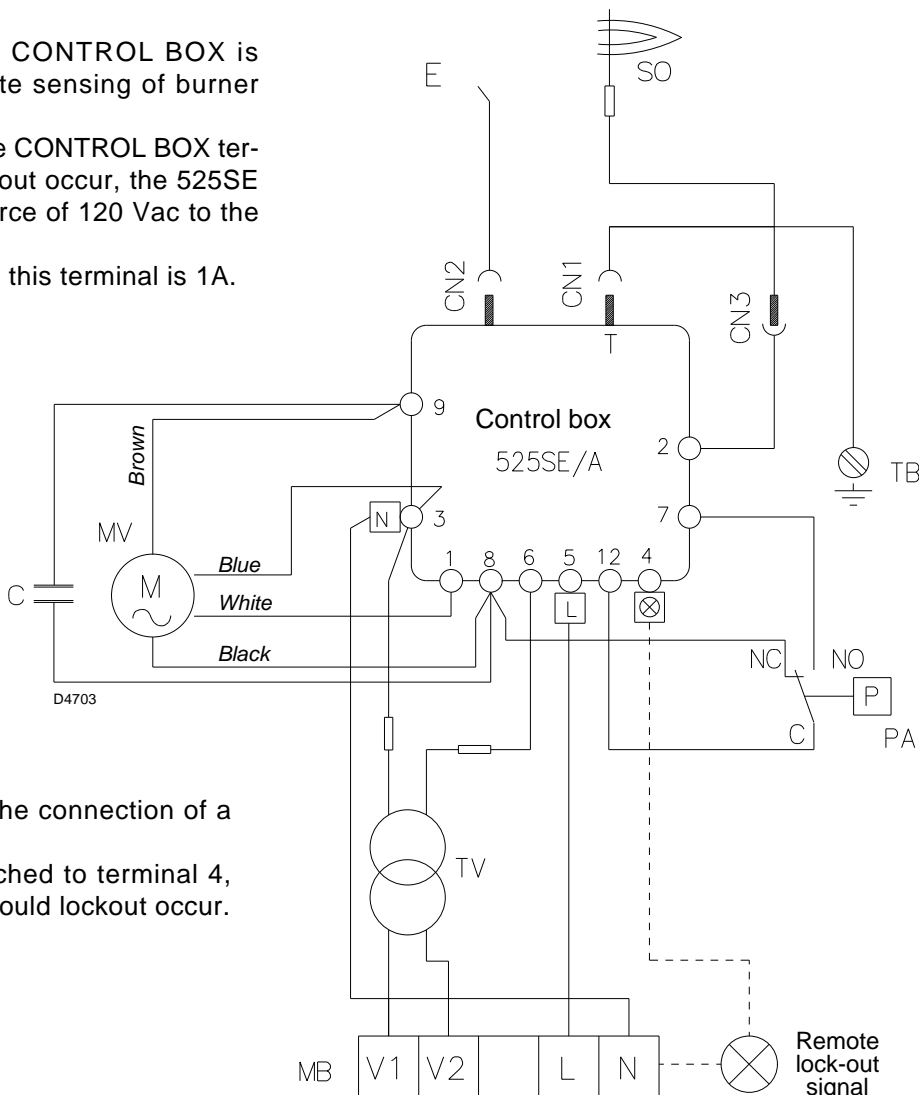 CONTROL BOX is
te sensing of burner
e CONTROL BOX ter-
out occur, the 525SE
rce of 120 Vac to the
this terminal is 1A.
E
SO
CN2
CN1
CN3
T
9
Control box
525SE/A
2
TB
Brown
N
3
7
MV
1
8
6
5
12
4
Blue
L
C
M
White
Black
NC
NO
P
D4703
C
PA
he connection of a
TV
ched to terminal 4,
ould lockout occur.
MB
V1
V2
L
N
Remote
lock-out
signal